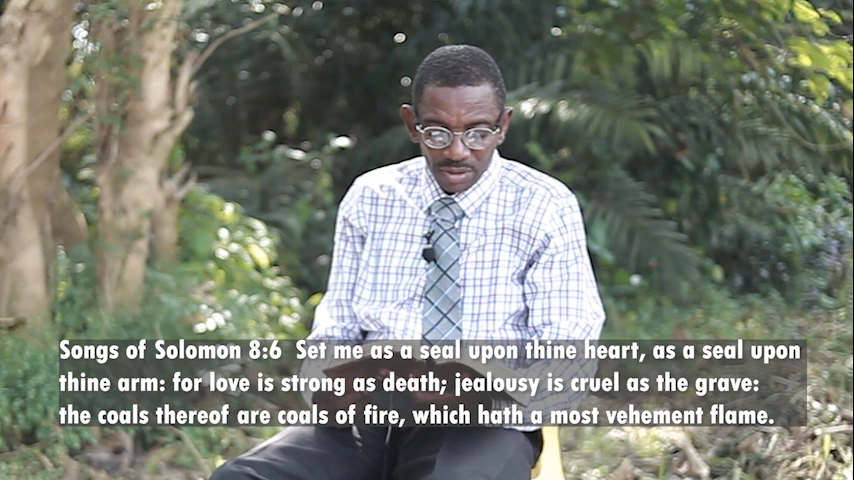 Songs of Solomon 8:6 Set me as a seal upon thine heart, as a seal upon
thine arm: for love is strong as death; jealousy is cruel as the grave:
the coals thereof are coals of fire, which hath a most vehement flame.